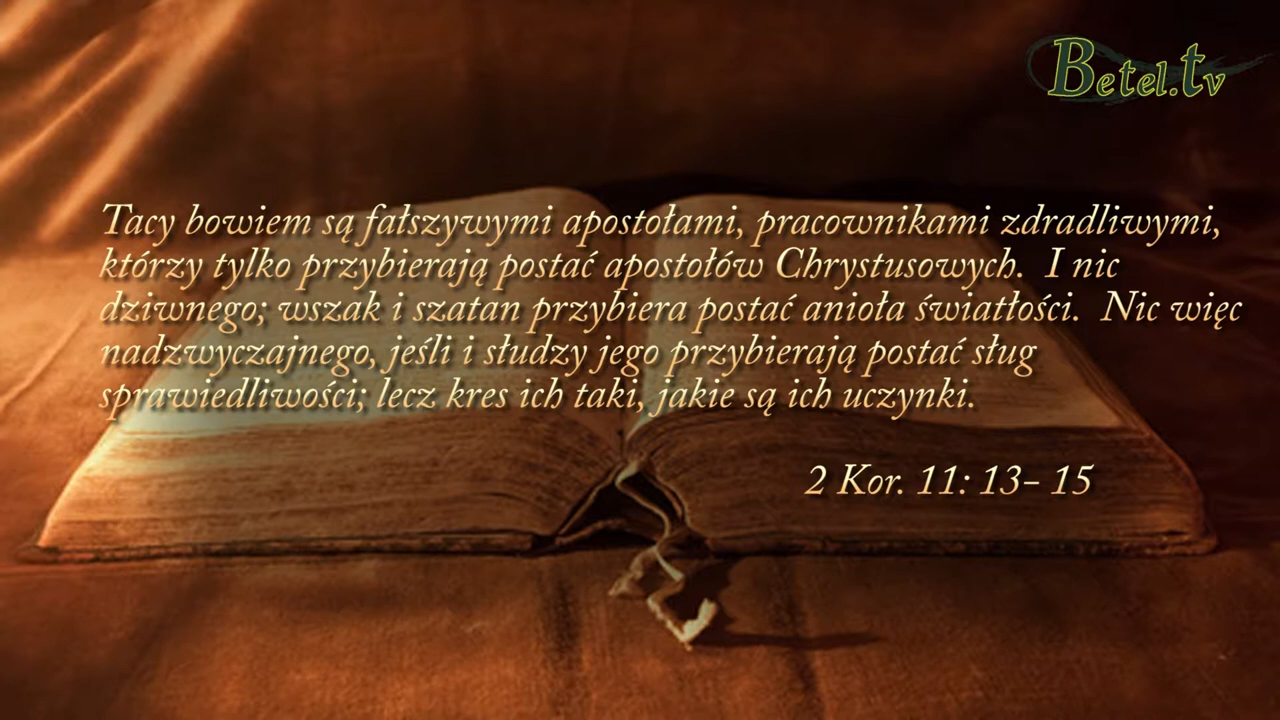 Betel.tv
Tacy bowiem są fałszywymi apostołami, pracownikami zdradliwymi,
którzy tylko przybierają postać apostołów Chrystusowych. I nic
dziwnego; wszak i szatan przybiera postać anioła światłości. Nic więc
nadzwyczajnego, jeśli i słudzy jego przybierają postać sług
sprawiedliwości; lecz kres ich taki, jakie są ich uczynki.
2 Kor. 11: 13- 15